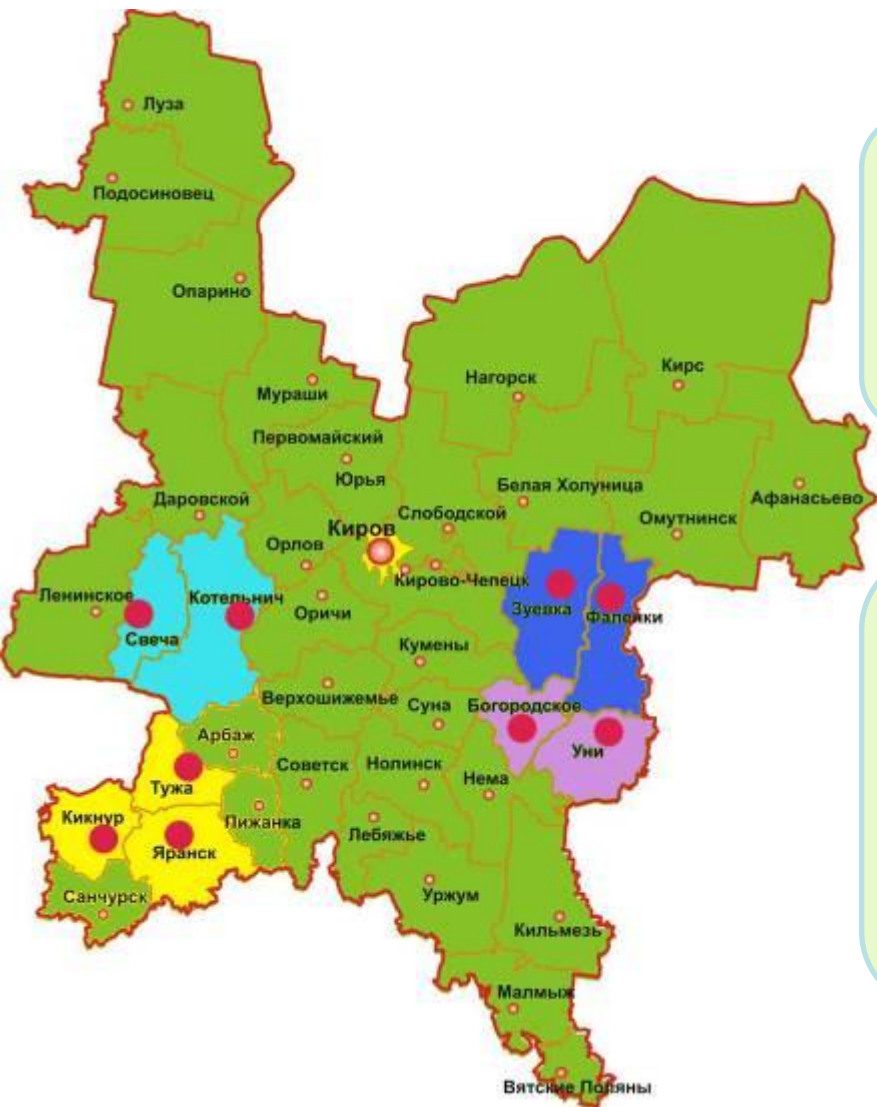 Луза
Подосиновец
Опарино
Мураши
Нагорск
Кирс
Первомайский
Юрья
Белая Холуница
Афанасьево
Даровской
Слободской
Омутнинск
Киров
Орлов
Кирово-Чепецк
Ленинское
Котельнич
Оричи
Зуевка
Фаленки
Свеча
Кумены
Верхошижемье
Суна
Богородское
Арбаж
Уни
Советск
Нолинск
Нема
Тужа
Кикнур
Пижанка
Лебяжье
Яранск
Санчурск
Уржум
Кильмезь
Малмыж
Вятские Поляны